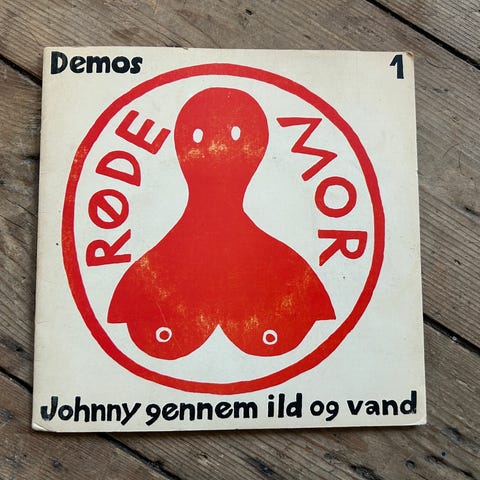 Demos 1
RØDE MOR
Johnny gennem ild og vand